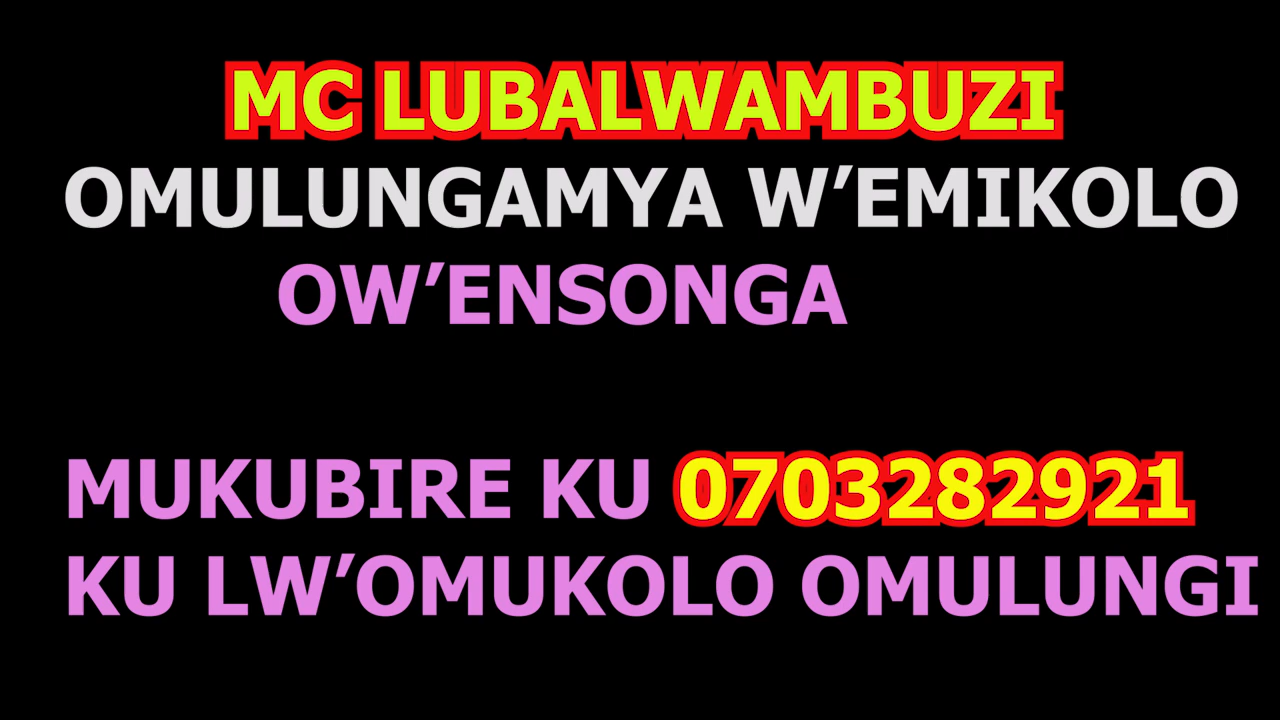 MC LUBALWAMBUZI
OMULUNGAMYA W’EMIKOLO
OW’ENSONGA
MUKUBIRE KU 0703282921
KU LW’OMUKOLO OMULUNGI